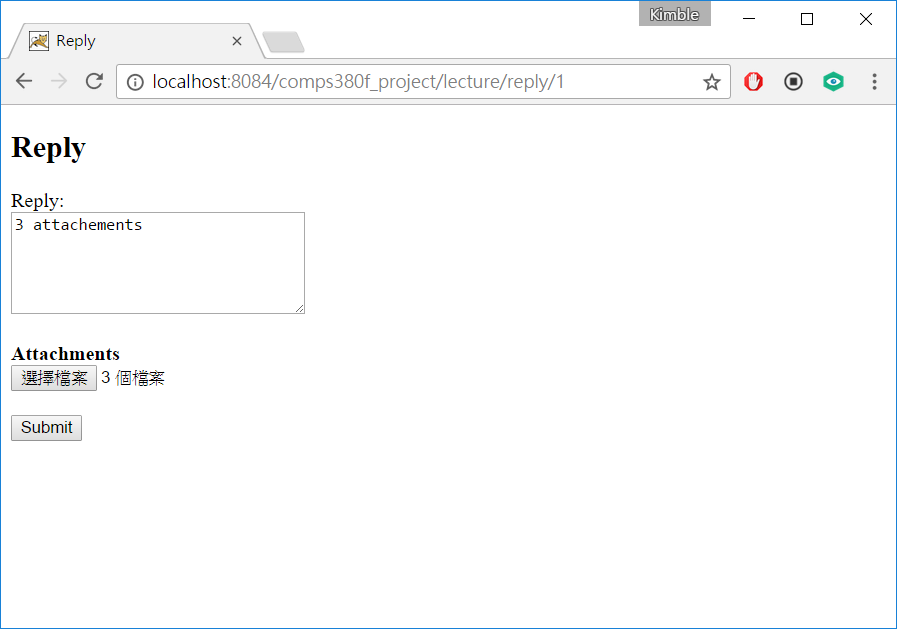 Kimble
Reply
localhost:8084/comps380f_project/lecture/reply/1
Reply
Reply:
3 attachements
Attachments
選擇檔案 3 個檔案
Submit